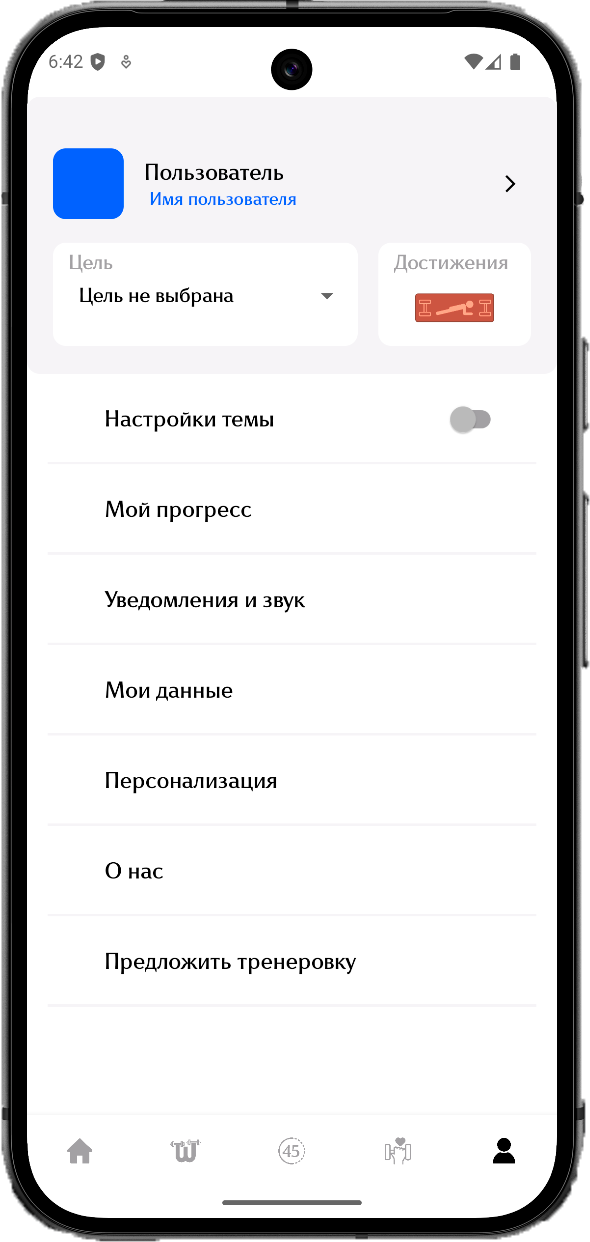 6:42
Пользователь
Имя пользователя
Цель
Достижения
Цель не выбрана
Настройки темы
Мой прогресс
Уведомления и звук
Мои данные
Персонализация
О нас
Предложить тренеровку
W
45